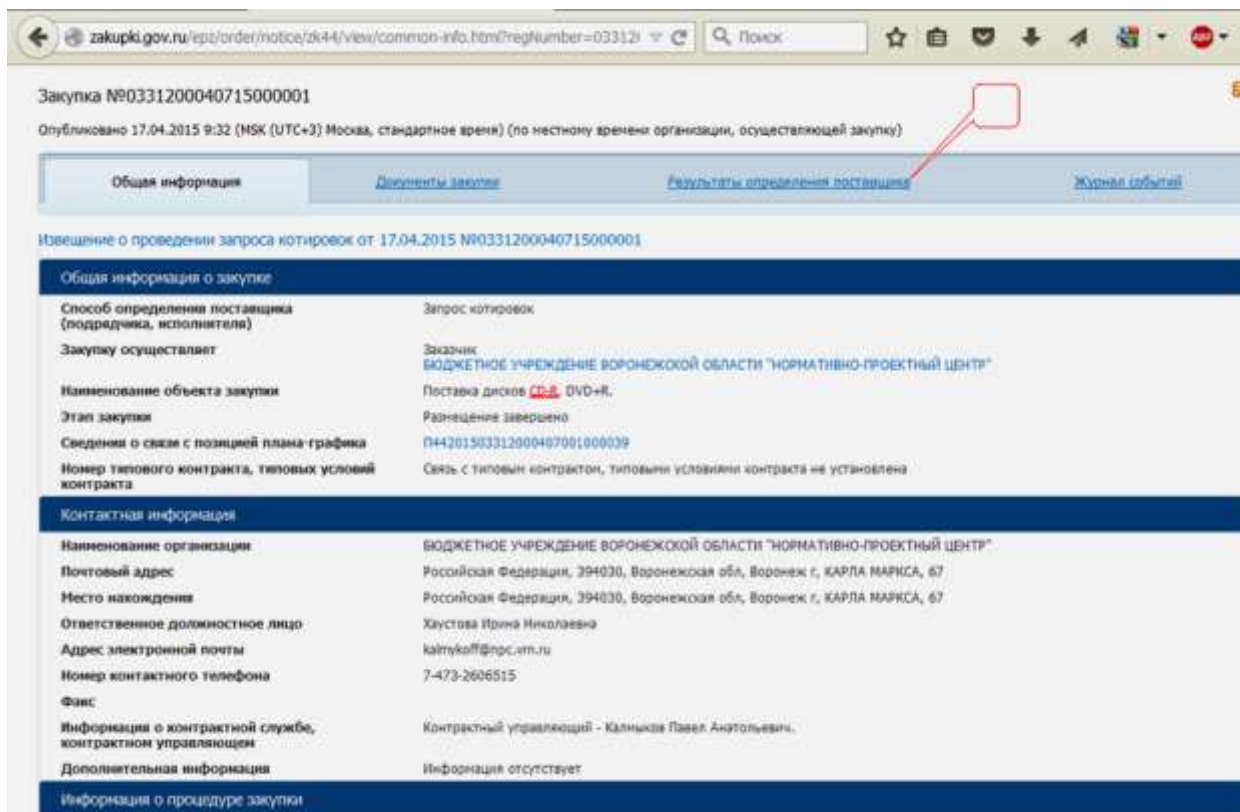 zakupki.gov.ru/epz/order/notice/zk44/view/common-info.html?regNumber=03312 Поиск
Закупка №0331200040715000001
Опубликовано 17.04.2015 9:32 (MSK (UTC+3) Москва, стандартное время) (по местному времени организации, осуществляющей закупку)
Общая информация Документы закупки Результаты определения поставщика Журнал событий
Извещение о проведении запроса котировок от 17.04.2015 №0331200040715000001
Общая информация о закупке
Способ определения поставщика Запрос котировок
(подрядчика, исполнителя)
Закупку осуществляет Заказчик
БЮДЖЕТНОЕ УЧРЕЖДЕНИЕ ВОРОНЕЖСКОЙ ОБЛАСТИ "НОРМАТИВНО-ПРОЕКТНЫЙ ЦЕНТР"
Наименование объекта закупки Поставка дисков CD-R, DVD+R.
Этап закупки Размещение завершено
Сведения о связи с позицией плана-графика П44201503312000407001000039
Номер типового контракта, типовых условий Связь с типовым контрактом, типовыми условиями контракта не установлена
контракта
Контактная информация
Наименование организации БЮДЖЕТНОЕ УЧРЕЖДЕНИЕ ВОРОНЕЖСКОЙ ОБЛАСТИ "НОРМАТИВНО-ПРОЕКТНЫЙ ЦЕНТР"
Почтовый адрес Российская Федерация, 394030, Воронежская обл, Воронеж г, КАРЛА МАРКСА, 67
Место нахождения Российская Федерация, 394030, Воронежская обл, Воронеж г, КАРЛА МАРКСА, 67
Ответственное должностное лицо Хаустова Ирина Николаевна
Адрес электронной почты kalmykoff@npc.vrn.ru
Номер контактного телефона 7-473-2606515
Факс
Информация о контрактной службе, Контрактный управляющий - Калмыков Павел Анатольевич.
контрактном управляющем
Дополнительная информация Информация отсутствует
Информация о процедуре закупки